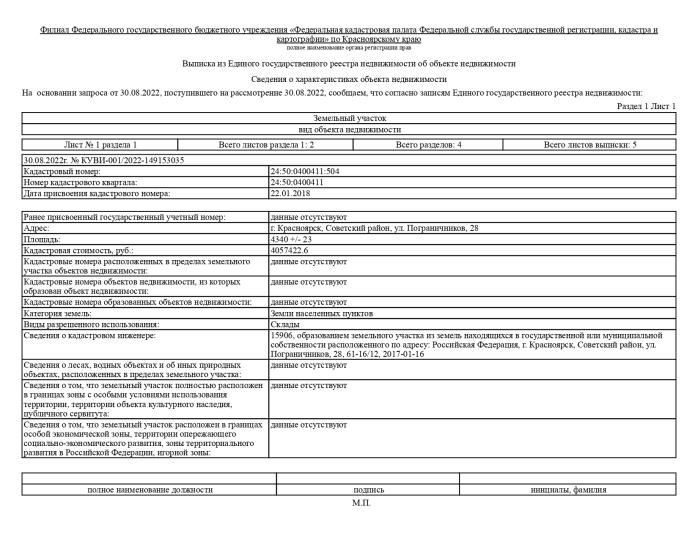 Филиал Федерального государственного бюджетного учреждения «Федеральная кадастровая палата Федеральной службы государственной регистрации, кадастра и
картографии» по Красноярскому краю
полное наименование органа регистрации прав
Выписка из Единого государственного реестра недвижимости об объекте недвижимости
Сведения о характеристиках объекта недвижимости
На основании запроса от 30.08.2022, поступившего на рассмотрение 30.08.2022, сообщаем, что согласно записям Единого государственного реестра недвижимости:
Раздел 1 Лист 1
Земельный участок
вид объекта недвижимости
Лист № 1 раздела 1 Всего листов раздела 1: 2 Всего разделов: 4 Всего листов выписки: 5
30.08.2022г. № КУВИ-001/2022-149153035
Кадастровый номер: 24:50:0400411:504
Номер кадастрового квартала: 24:50:0400411
Дата присвоения кадастрового номера: 22.01.2018
Ранее присвоенный государственный учетный номер: данные отсутствуют
Адрес: г. Красноярск, Советский район, ул. Пограничников, 28
Площадь: 4340 +/- 23
Кадастровая стоимость, руб.: 4057422.6
Кадастровые номера расположенных в пределах земельного данные отсутствуют
участка объектов недвижимости:
Кадастровые номера объектов недвижимости, из которых данные отсутствуют
образован объект недвижимости:
Кадастровые номера образованных объектов недвижимости: данные отсутствуют
Категория земель: Земли населенных пунктов
Виды разрешенного использования: Склады
Сведения о кадастровом инженере: 15906, образованием земельного участка из земель находящихся в государственной или муниципальной
собственности расположенного по адресу: Российская Федерация, г. Красноярск, Советский район, ул.
Пограничников, 28, 61-16/12, 2017-01-16
Сведения о лесах, водных объектах и об иных природных данные отсутствуют
объектах, расположенных в пределах земельного участка:
Сведения о том, что земельный участок полностью расположен данные отсутствуют
в границах зоны с особыми условиями использования
территории, территории объекта культурного наследия,
публичного сервитута:
Сведения о том, что земельный участок расположен в границах данные отсутствуют
особой экономической зоны, территории опережающего
социально-экономического развития, зоны территориального
развития в Российской Федерации, игорной зоны:
полное наименование должности подпись инициалы, фамилия
М.П.